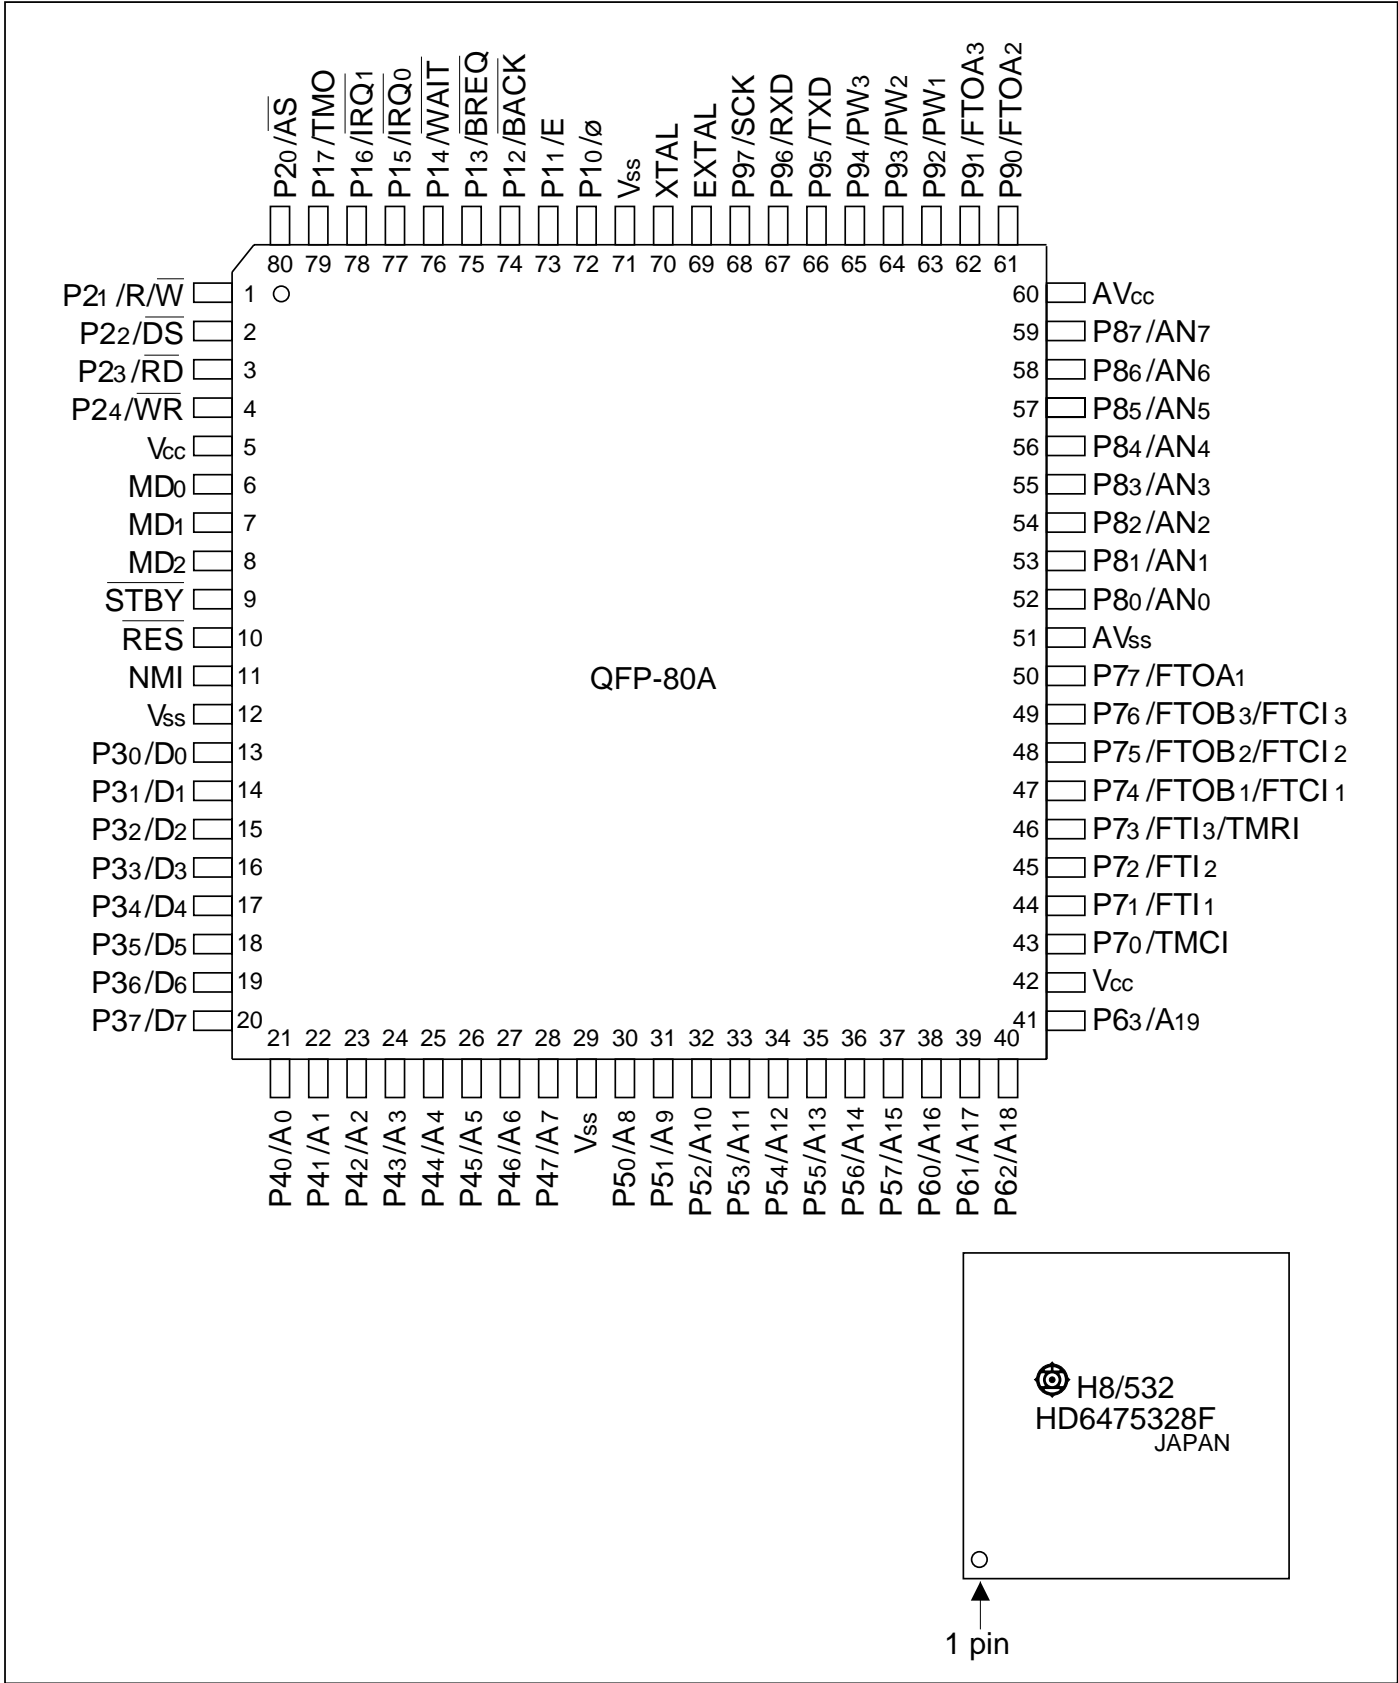 P20/A̅S̅
P17/TMO
P16/I̅R̅Q̅1̅
P15/I̅R̅Q̅0̅
P14/W̅A̅I̅T̅
P13/B̅R̅E̅Q̅
P12/B̅A̅C̅K̅
P11/E
P10/ø
Vss
XTAL
EXTAL
P97/SCK
P96/RXD
P95/TXD
P94/PW3
P93/PW2
P92/PW1
P91/FTOA3
P90/FTOA2
80 79 78 77 76 75 74 73 72 71 70 69 68 67 66 65 64 63 62 61
P21/R/W̅ 1
P22/D̅S̅ 2
P23/R̅D̅ 3
P24/W̅R̅ 4
Vcc 5
MD0 6
MD1 7
MD2 8
S̅T̅B̅Y̅ 9
R̅E̅S̅ 10
NMI 11
Vss 12
P30/D0 13
P31/D1 14
P32/D2 15
P33/D3 16
P34/D4 17
P35/D5 18
P36/D6 19
P37/D7 20
QFP-80A
60 AVcc
59 P87/AN7
58 P86/AN6
57 P85/AN5
56 P84/AN4
55 P83/AN3
54 P82/AN2
53 P81/AN1
52 P80/AN0
51 AVss
50 P77/FTOA1
49 P76/FTOB3/FTCI3
48 P75/FTOB2/FTCI2
47 P74/FTOB1/FTCI1
46 P73/FTI3/TMRI
45 P72/FTI2
44 P71/FTI1
43 P70/TMCI
42 Vcc
41 P63/A19
21 22 23 24 25 26 27 28 29 30 31 32 33 34 35 36 37 38 39 40
P40/A0
P41/A1
P42/A2
P43/A3
P44/A4
P45/A5
P46/A6
P47/A7
Vss
P50/A8
P51/A9
P52/A10
P53/A11
P54/A12
P55/A13
P56/A14
P57/A15
P60/A16
P61/A17
P62/A18
H8/532
HD6475328F
JAPAN
1 pin